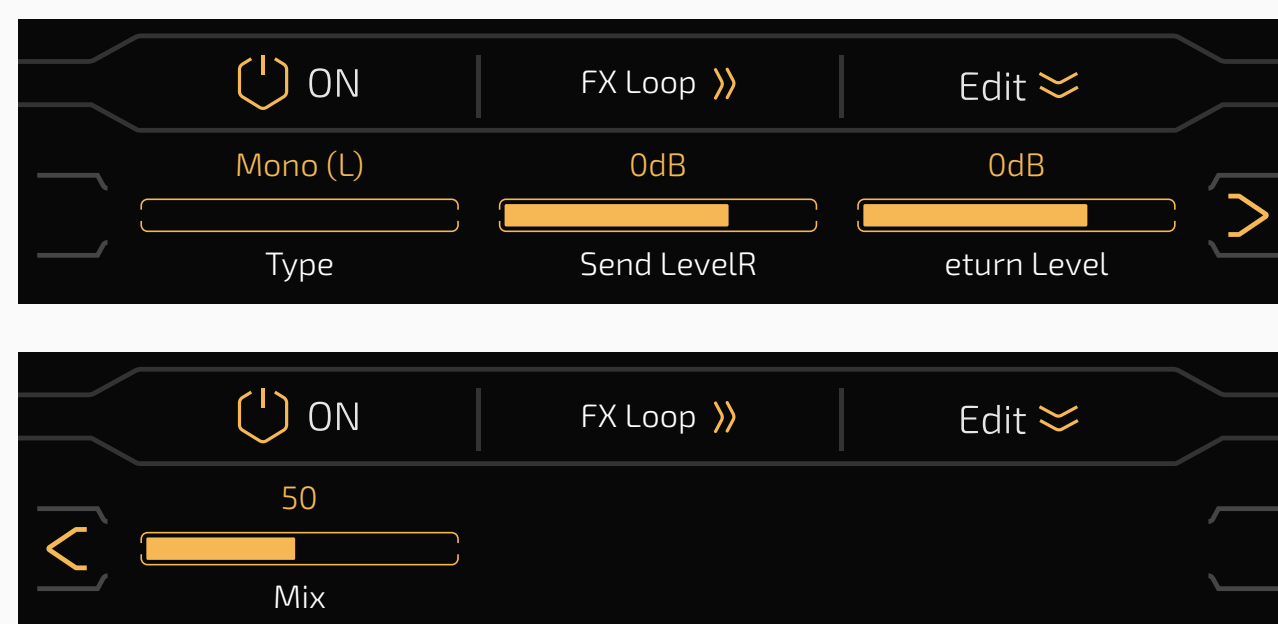 ON FX Loop Edit
Mono (L) 0dB 0dB
Type Send LevelR eturn Level
ON FX Loop Edit
50
Mix